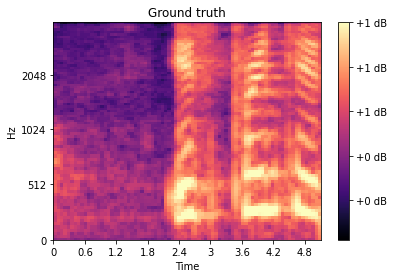 Ground truth
Hz
2048
1024
512
0
0 0.6 1.2 1.8 2.4 3 3.6 4.2 4.8
Time
+1 dB
+1 dB
+1 dB
+0 dB
+0 dB